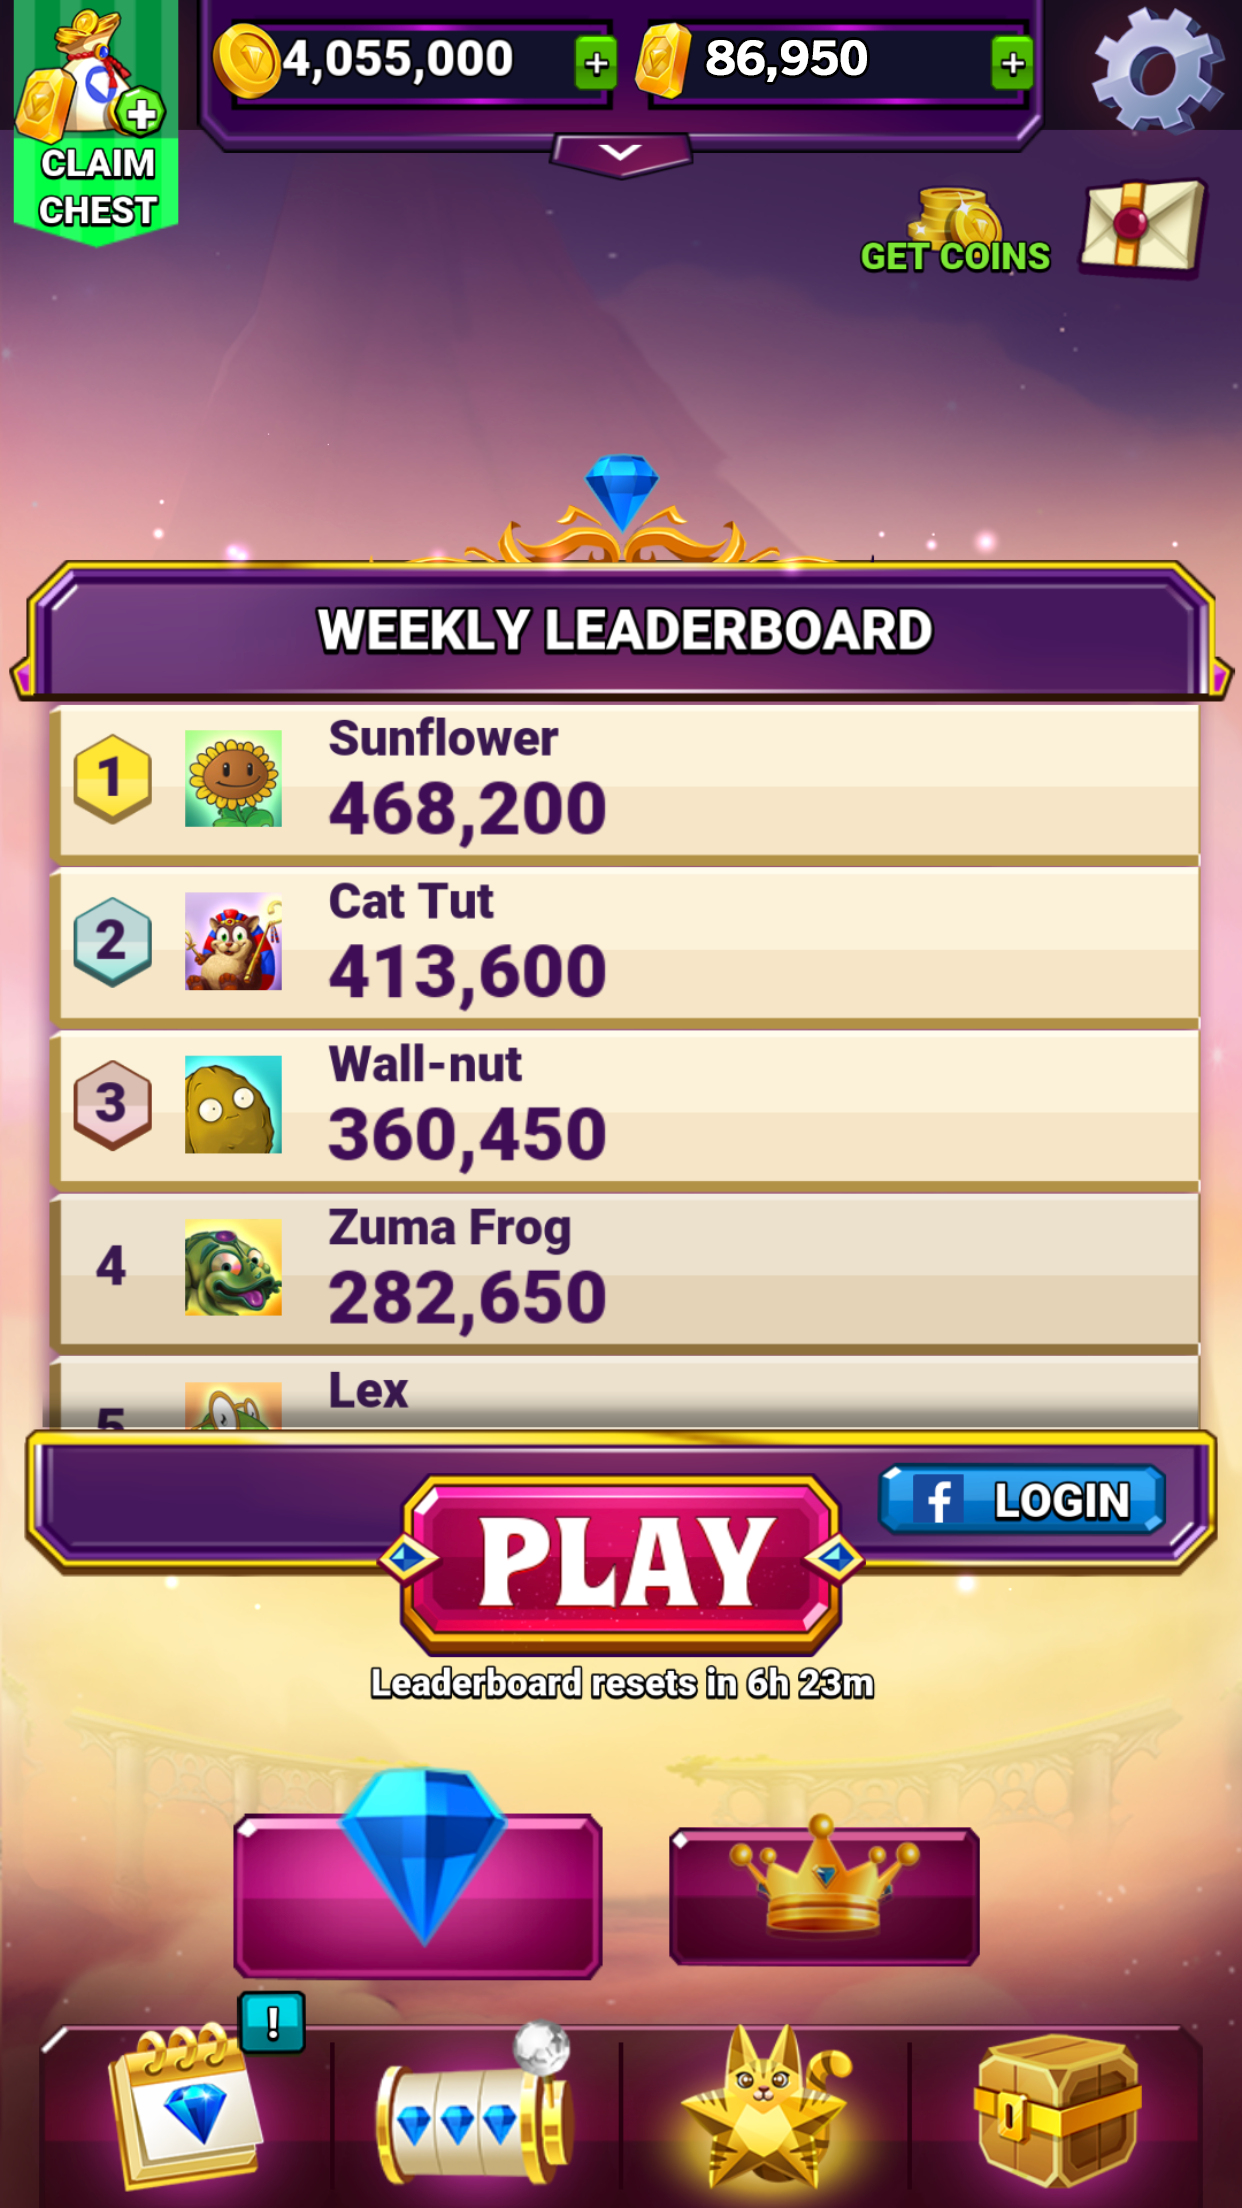 4,055,000
86,950
CLAIM
CHEST
GET COINS
WEEKLY LEADERBOARD
1
Sunflower
468,200
2
Cat Tut
413,600
3
Wall-nut
360,450
4
Zuma Frog
282,650
5
Lex
f LOGIN
PLAY
Leaderboard resets in 6h 23m
!